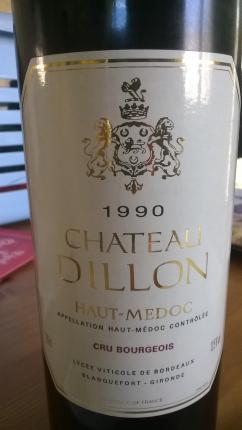 1990
CHATEAU
DILLON
HAUT-MEDOC
APPELLATION HAUT-MÉDOC CONTRÔLÉE
CRU BOURGEOIS
LYCÉE VITICOLE DE BORDEAUX
BLANQUEFORT - GIRONDE